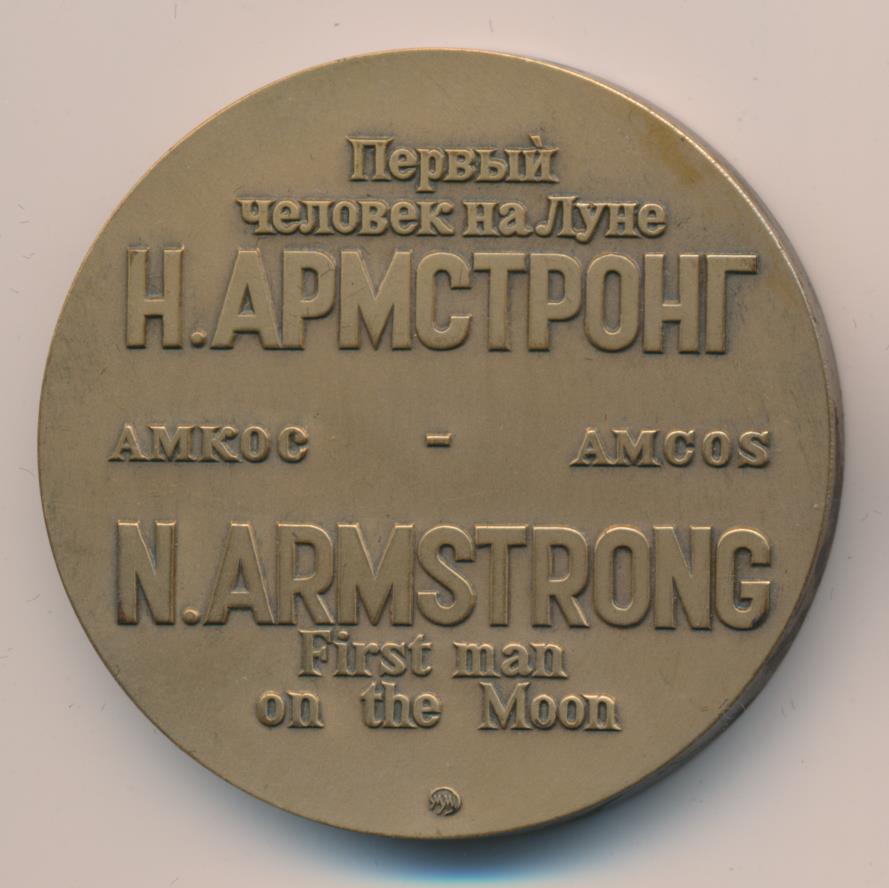 Первый
человек на Луне
Н.АРМСТРОНГ
АМКОС - AMCOS
N.ARMSTRONG
First man
on the Moon